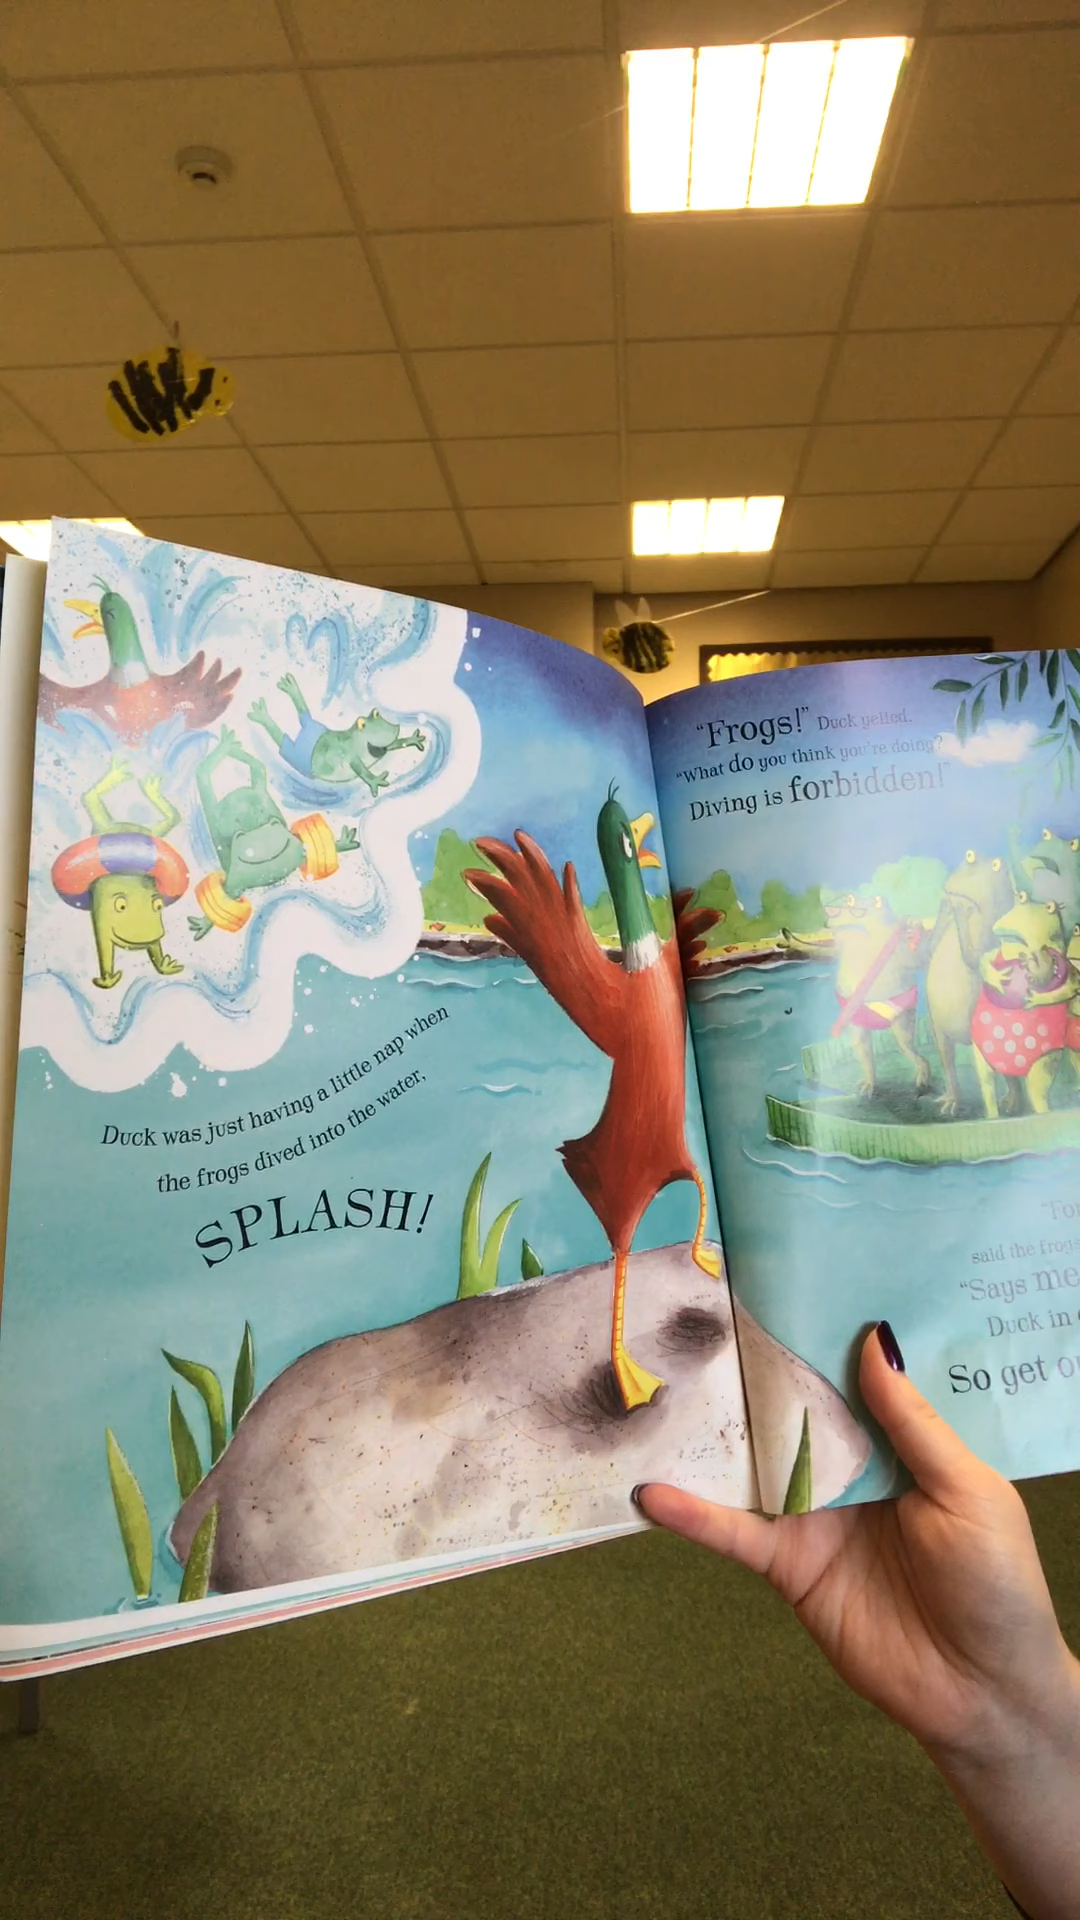 Duck was just having a little nap when
the frogs dived into the water,
SPLASH!
"Frogs!" Duck yelled.
"What do you think you're doing?
Diving is forbidden!"
said the frogs
"Says me
Duck in
So get